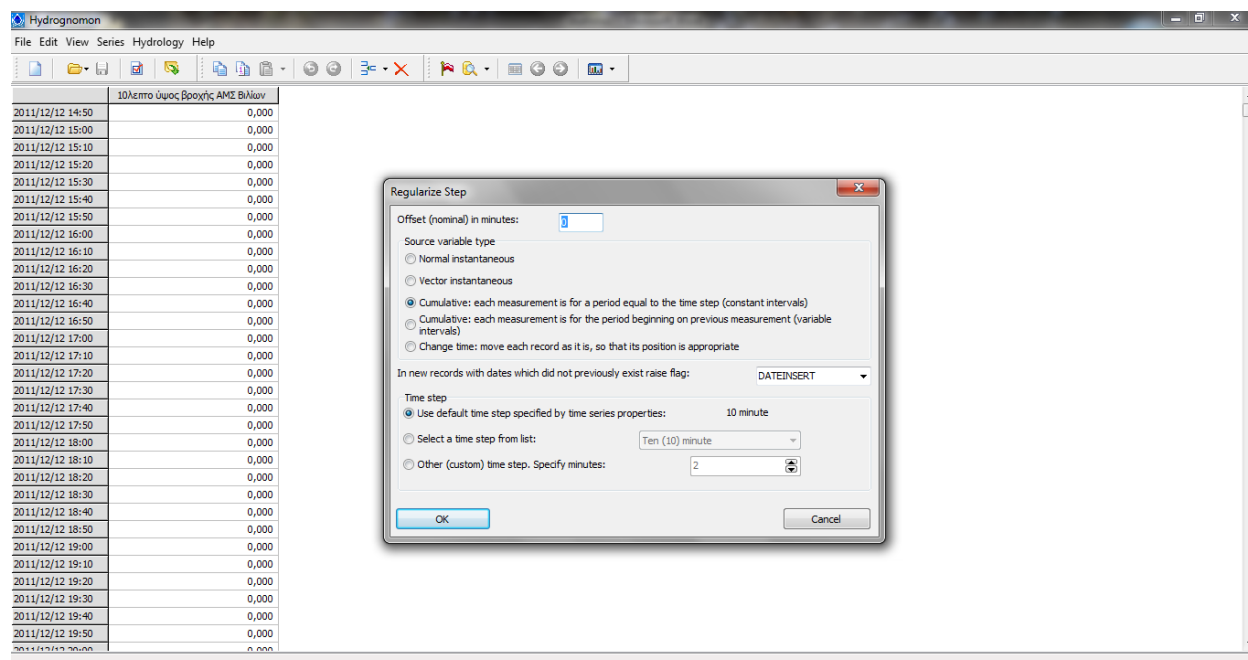 Hydrognomon
File Edit View Series Hydrology Help
10λεπτο ύψος βροχής ΑΜΣ Βιλίων
2011/12/12 14:50 0,000
2011/12/12 15:00 0,000
2011/12/12 15:10 0,000
2011/12/12 15:20 0,000
2011/12/12 15:30 0,000
2011/12/12 15:40 0,000
2011/12/12 15:50 0,000
2011/12/12 16:00 0,000
2011/12/12 16:10 0,000
2011/12/12 16:20 0,000
2011/12/12 16:30 0,000
2011/12/12 16:40 0,000
2011/12/12 16:50 0,000
2011/12/12 17:00 0,000
2011/12/12 17:10 0,000
2011/12/12 17:20 0,000
2011/12/12 17:30 0,000
2011/12/12 17:40 0,000
2011/12/12 17:50 0,000
2011/12/12 18:00 0,000
2011/12/12 18:10 0,000
2011/12/12 18:20 0,000
2011/12/12 18:30 0,000
2011/12/12 18:40 0,000
2011/12/12 18:50 0,000
2011/12/12 19:00 0,000
2011/12/12 19:10 0,000
2011/12/12 19:20 0,000
2011/12/12 19:30 0,000
2011/12/12 19:40 0,000
2011/12/12 19:50 0,000
2011/12/12 20:00 0,000
Regularize Step
Offset (nominal) in minutes: 0
Source variable type
Normal instantaneous
Vector instantaneous
Cumulative: each measurement is for a period equal to the time step (constant intervals)
Cumulative: each measurement is for the period beginning on previous measurement (variable
intervals)
Change time: move each record as it is, so that its position is appropriate
In new records with dates which did not previously exist raise flag: DATEINSERT
Time step
Use default time step specified by time series properties: 10 minute
Select a time step from list: Ten (10) minute
Other (custom) time step. Specify minutes: 2
OK Cancel